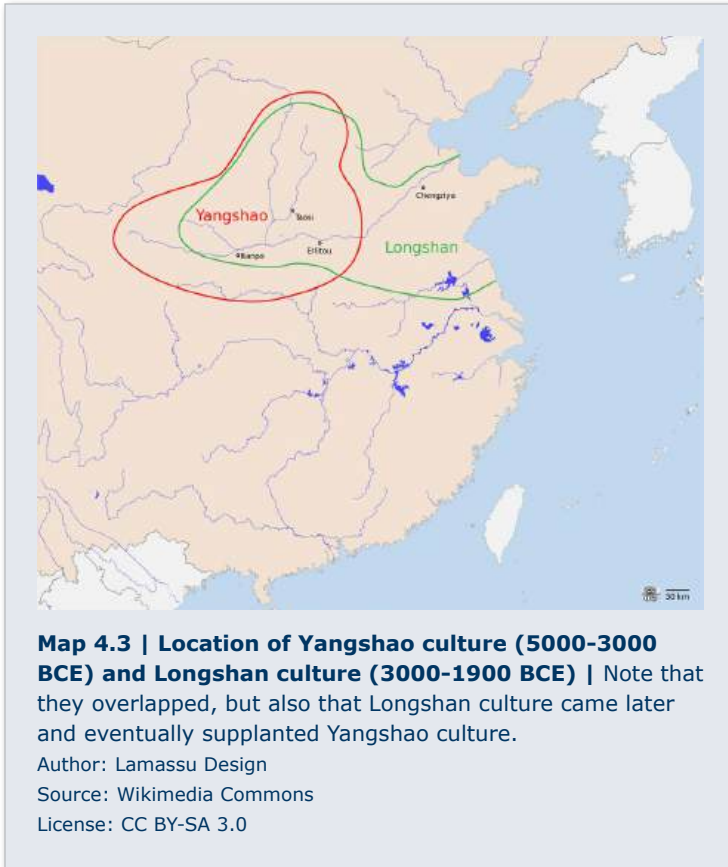 Yangshao
Taosi
Chengziya
Banpo
Erlitou
Longshan
30 km
Map 4.3 | Location of Yangshao culture (5000-3000
BCE) and Longshan culture (3000-1900 BCE) | Note that
they overlapped, but also that Longshan culture came later
and eventually supplanted Yangshao culture.
Author: Lamassu Design
Source: Wikimedia Commons
License: CC BY-SA 3.0